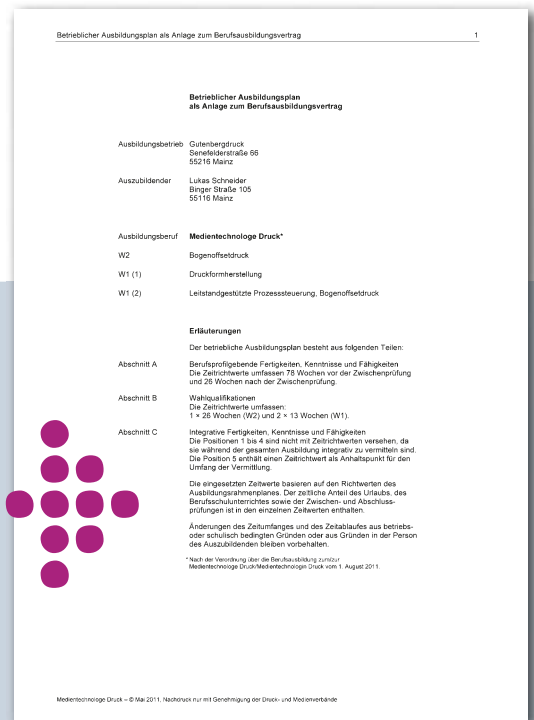 Betrieblicher Ausbildungsplan als Anlage zum Berufsausbildungsvertrag 1
Betrieblicher Ausbildungsplan
als Anlage zum Berufsausbildungsvertrag
Ausbildungsbetrieb Gutenbergdruck
Senefelderstraße 66
55216 Mainz
Auszubildender Lukas Schneider
Binger Straße 105
55116 Mainz
Ausbildungsberuf Medientechnologe Druck*
W2 Bogenoffsetdruck
W1 (1) Druckformherstellung
W1 (2) Leitstandgestützte Prozesssteuerung, Bogenoffsetdruck
Erläuterungen
Der betriebliche Ausbildungsplan besteht aus folgenden Teilen:
Abschnitt A Berufsprofilgebende Fertigkeiten, Kenntnisse und Fähigkeiten
Die Zeitrichtwerte umfassen 78 Wochen vor der Zwischenprüfung
und 26 Wochen nach der Zwischenprüfung.
Abschnitt B Wahlqualifikationen
Die Zeitrichtwerte umfassen:
1 × 26 Wochen (W2) und 2 × 13 Wochen (W1).
Abschnitt C Integrative Fertigkeiten, Kenntnisse und Fähigkeiten
Die Positionen 1 bis 4 sind nicht mit Zeitrichtwerten versehen, da
sie während der gesamten Ausbildung integrativ zu vermitteln sind.
Die Position 5 enthält einen Zeitrichtwert als Anhaltspunkt für den
Umfang der Vermittlung.
Die eingesetzten Zeitwerte basieren auf den Richtwerten des
Ausbildungsrahmenplanes. Der zeitliche Anteil des Urlaubs, des
Berufsschulunterrichtes sowie der Zwischen- und Abschluss-
prüfungen ist in den einzelnen Zeitwerten enthalten.
Änderungen des Zeitumfanges und des Zeitablaufes aus betriebs-
oder schulisch bedingten Gründen oder aus Gründen in der Person
des Auszubildenden bleiben vorbehalten.
* Nach der Verordnung über die Berufsausbildung zum/zur
Medientechnologe Druck/Medientechnologin Druck vom 1. August 2011.
Medientechnologe Druck – © Mai 2011, Nachdruck nur mit Genehmigung der Druck- und Medienverbände